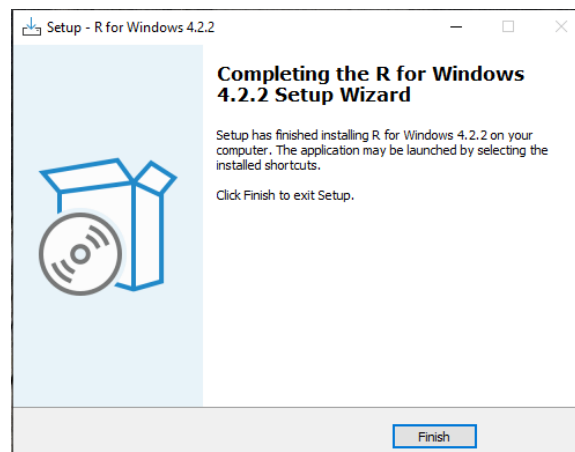 Setup - R for Windows 4.2.2
Completing the R for Windows
4.2.2 Setup Wizard
Setup has finished installing R for Windows 4.2.2 on your
computer. The application may be launched by selecting the
installed shortcuts.
Click Finish to exit Setup.
Finish